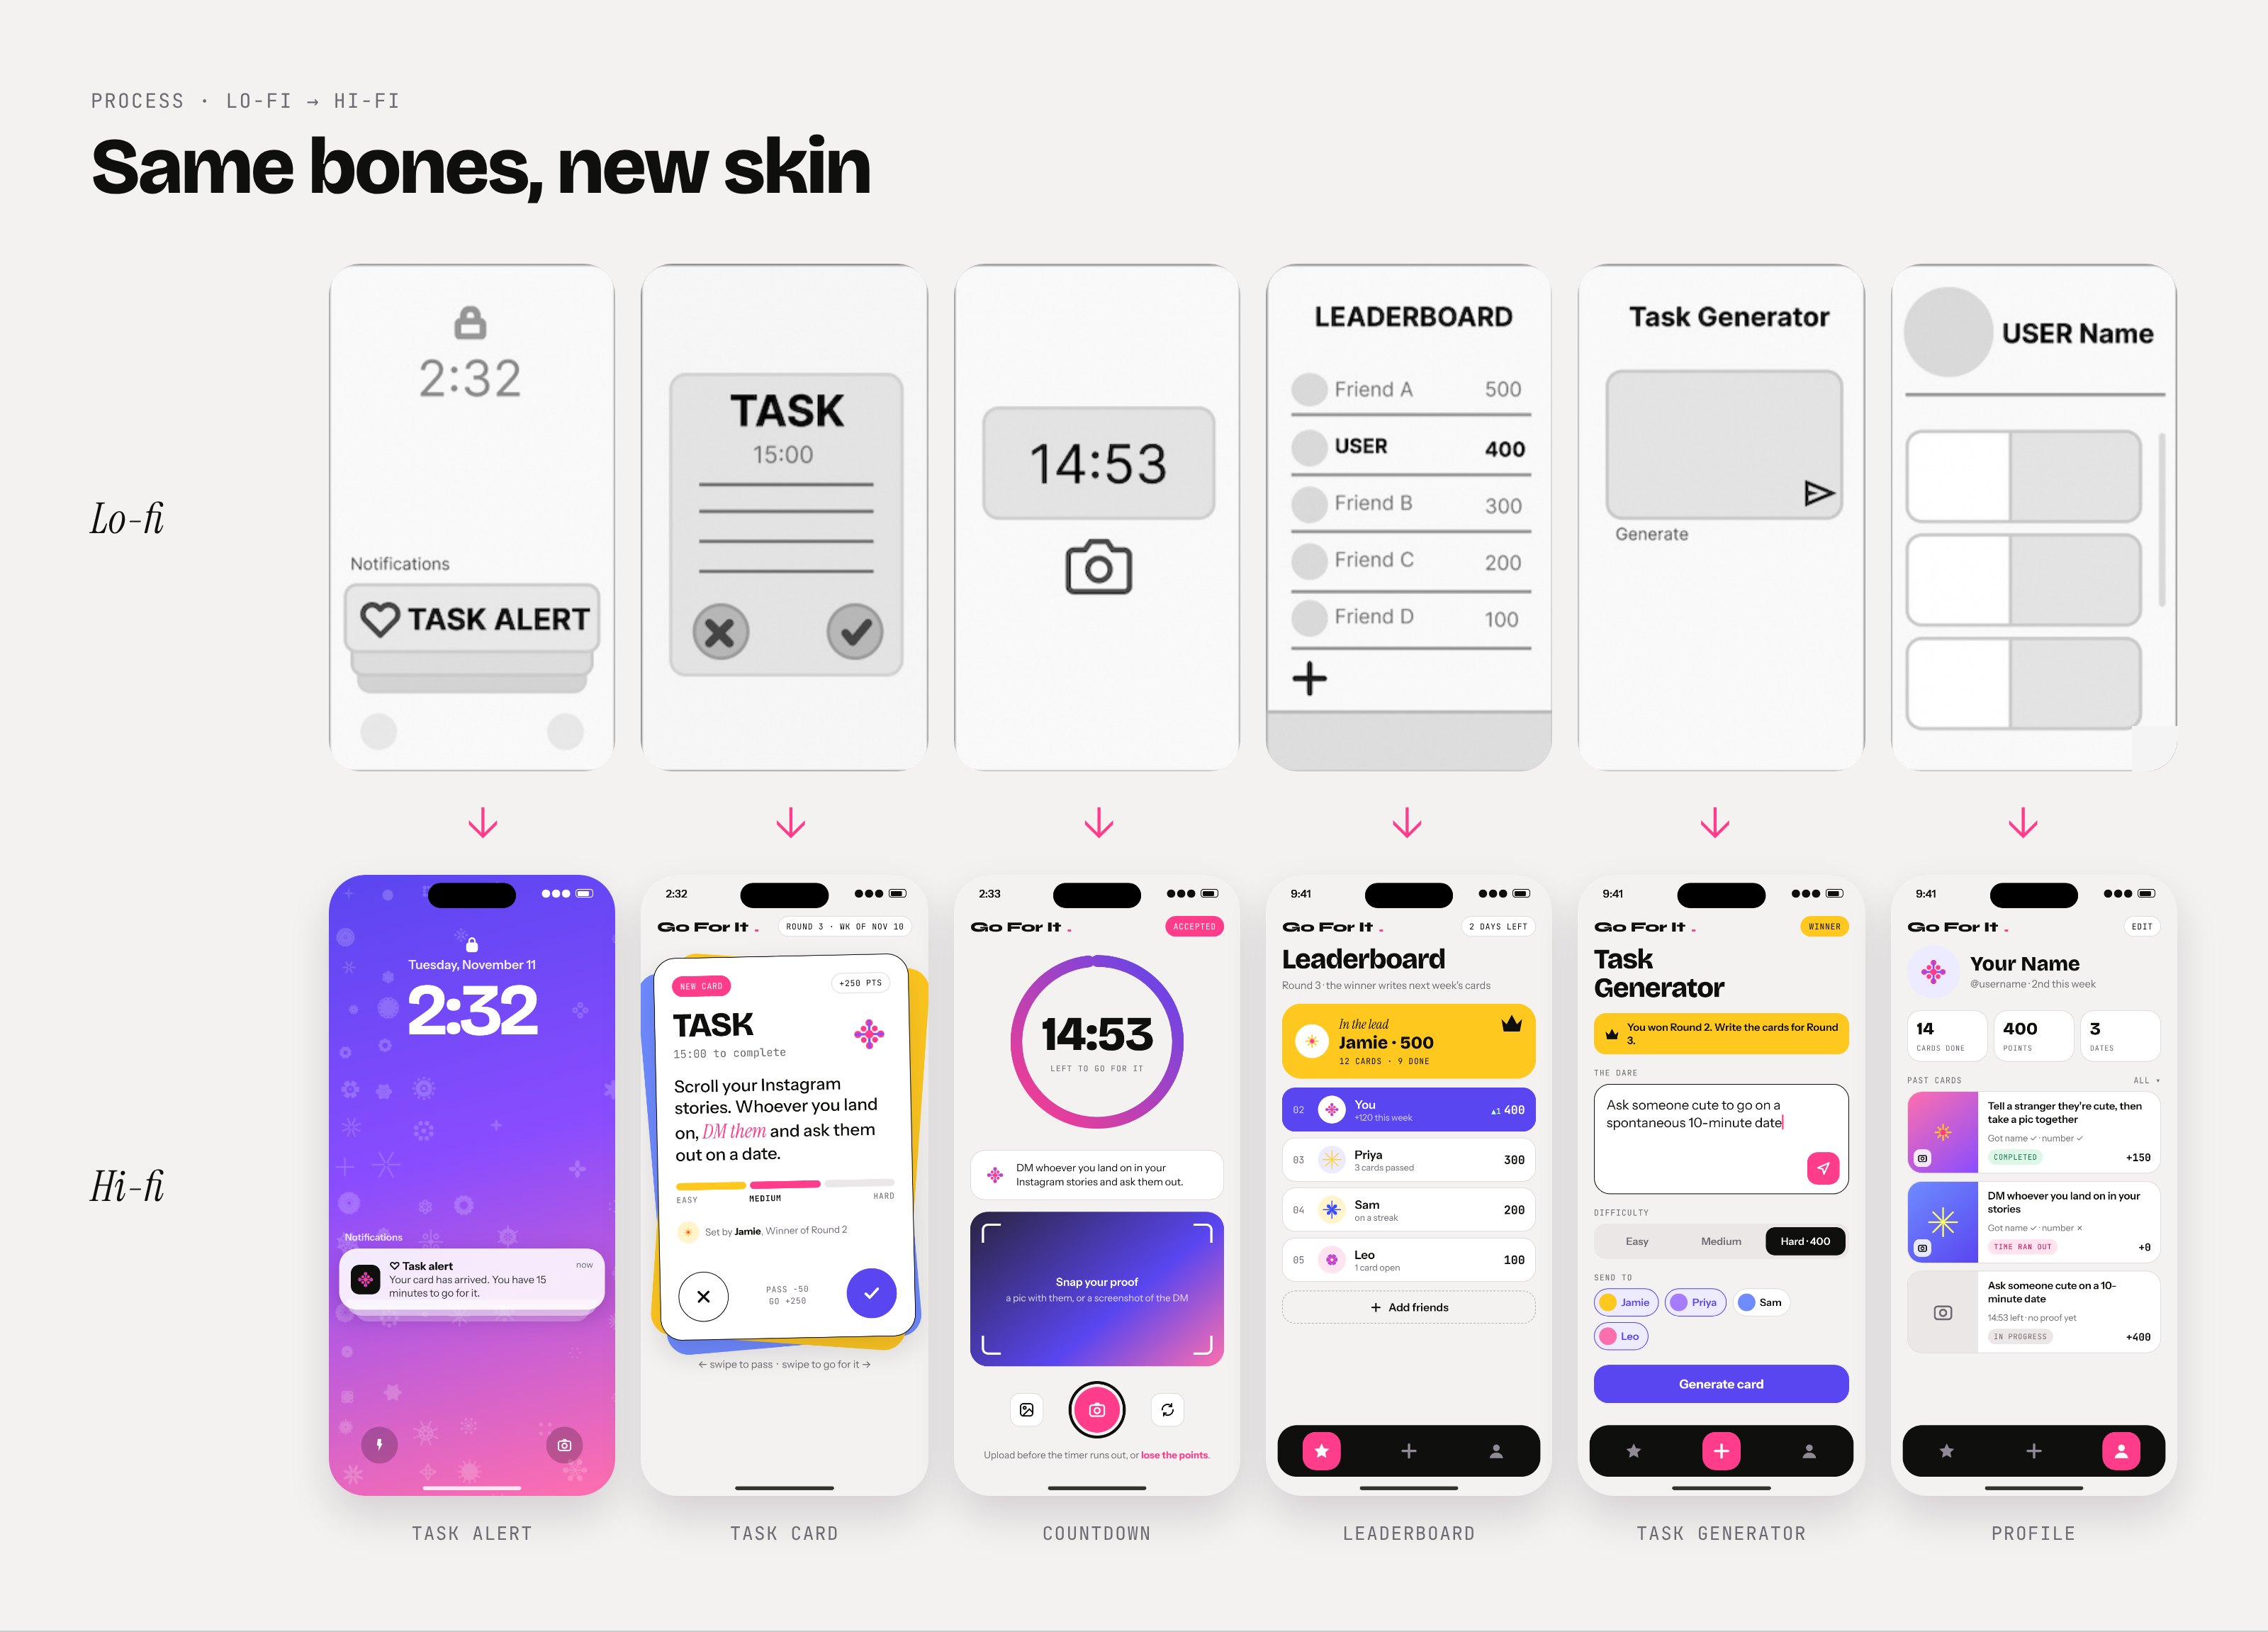 PROCESS · LO-FI → HI-FI
Same bones, new skin
Lo-fi
2:32
Notifications
TASK ALERT
TASK
15:00
14:53
LEADERBOARD
Friend A 500
USER 400
Friend B 300
Friend C 200
Friend D 100
Task Generator
Generate
USER Name
Hi-fi
Tuesday, November 11
2:32
Notifications
♡ Task alert
now
Your card has arrived. You have 15
minutes to go for it.
TASK ALERT
2:32
Go For It .
ROUND 3 · WK OF NOV 10
NEW CARD
+250 PTS
TASK
15:00 to complete
Scroll your Instagram
stories. Whoever you land
on, DM them and ask them
out on a date.
EASY MEDIUM HARD
Set by Jamie, Winner of Round 2
PASS -50
GO +250
← swipe to pass · swipe to go for it →
TASK CARD
2:33
Go For It .
ACCEPTED
14:53
LEFT TO GO FOR IT
DM whoever you land on in your
Instagram stories and ask them out.
Snap your proof
a pic with them, or a screenshot of the DM
Upload before the timer runs out, or lose the points.
COUNTDOWN
9:41
Go For It .
2 DAYS LEFT
Leaderboard
Round 3 · the winner writes next week's cards
In the lead
Jamie · 500
12 CARDS · 9 DONE
02 You ▲1 400
+120 this week
03 Priya 300
3 cards passed
04 Sam 200
on a streak
05 Leo 100
1 card open
+ Add friends
LEADERBOARD
9:41
Go For It .
WINNER
Task
Generator
You won Round 2. Write the cards for Round
3.
THE DARE
Ask someone cute to go on a
spontaneous 10-minute date
DIFFICULTY
Easy Medium Hard · 400
SEND TO
Jamie Priya Sam
Leo
Generate card
TASK GENERATOR
9:41
Go For It .
EDIT
Your Name
@username · 2nd this week
14 400 3
CARDS DONE POINTS DATES
PAST CARDS ALL ▾
Tell a stranger they're cute, then
take a pic together
Got name ✓ · number ✓
COMPLETED +150
DM whoever you land on in your
stories
Got name ✓ · number ✕
TIME RAN OUT +0
Ask someone cute on a 10-
minute date
14:53 left · no proof yet
IN PROGRESS +400
PROFILE